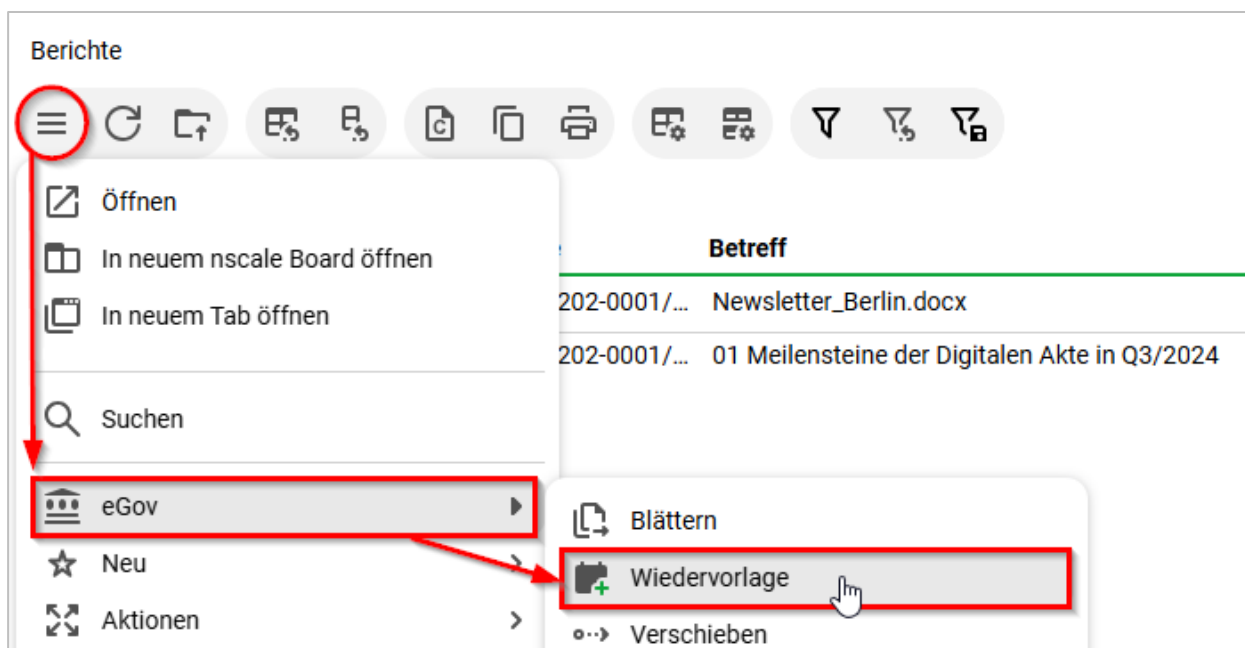 Berichte
Öffnen
In neuem nscale Board öffnen
In neuem Tab öffnen
Betreff
202-0001/... Newsletter_Berlin.docx
202-0001/... 01 Meilensteine der Digitalen Akte in Q3/2024
Suchen
eGov
Neu
Aktionen
Blättern
Wiedervorlage
Verschieben